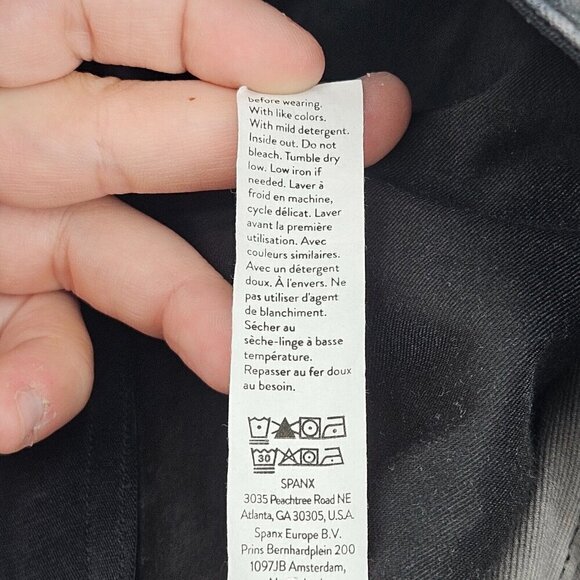 before wearing.
With like colors.
With mild detergent.
Inside out. Do not
bleach. Tumble dry
low. Low iron if
needed. Laver à
froid en machine,
cycle délicat. Laver
avant la première
utilisation. Avec
couleurs similaires.
Avec un détergent
doux. À l'envers. Ne
pas utiliser d'agent
de blanchiment.
Sécher au
sèche-linge à basse
température.
Repasser au fer doux
au besoin.
30
SPANX
3035 Peachtree Road NE
Atlanta, GA 30305, U.S.A.
Spanx Europe B.V.
Prins Bernhardplein 200
1097JB Amsterdam,